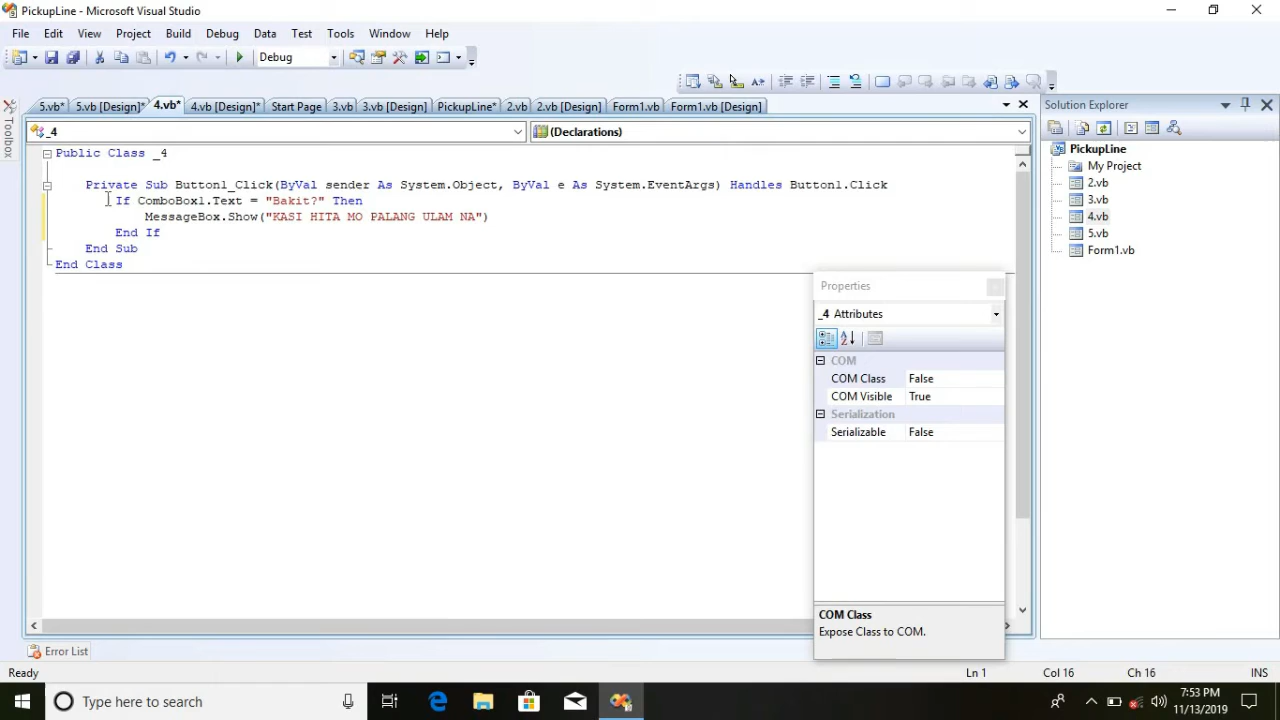 PickupLine - Microsoft Visual Studio
File Edit View Project Build Debug Data Test Tools Window Help
Debug
5.vb* 5.vb [Design]* 4.vb* 4.vb [Design]* Start Page 3.vb 3.vb [Design] PickupLine* 2.vb 2.vb [Design] Form1.vb Form1.vb [Design]
Toolbox
_4 (Declarations)
Public Class _4
Private Sub Button1_Click(ByVal sender As System.Object, ByVal e As System.EventArgs) Handles Button1.Click
If ComboBox1.Text = "Bakit?" Then
MessageBox.Show("KASI HITA MO PALANG ULAM NA")
End If
End Sub
End Class
Properties
_4 Attributes
COM
COM Class False
COM Visible True
Serialization
Serializable False
COM Class
Expose Class to COM.
Solution Explorer
PickupLine
My Project
2.vb
3.vb
4.vb
5.vb
Form1.vb
Error List
Ready Ln 1 Col 16 Ch 16 INS
Type here to search
7:53 PM
11/13/2019